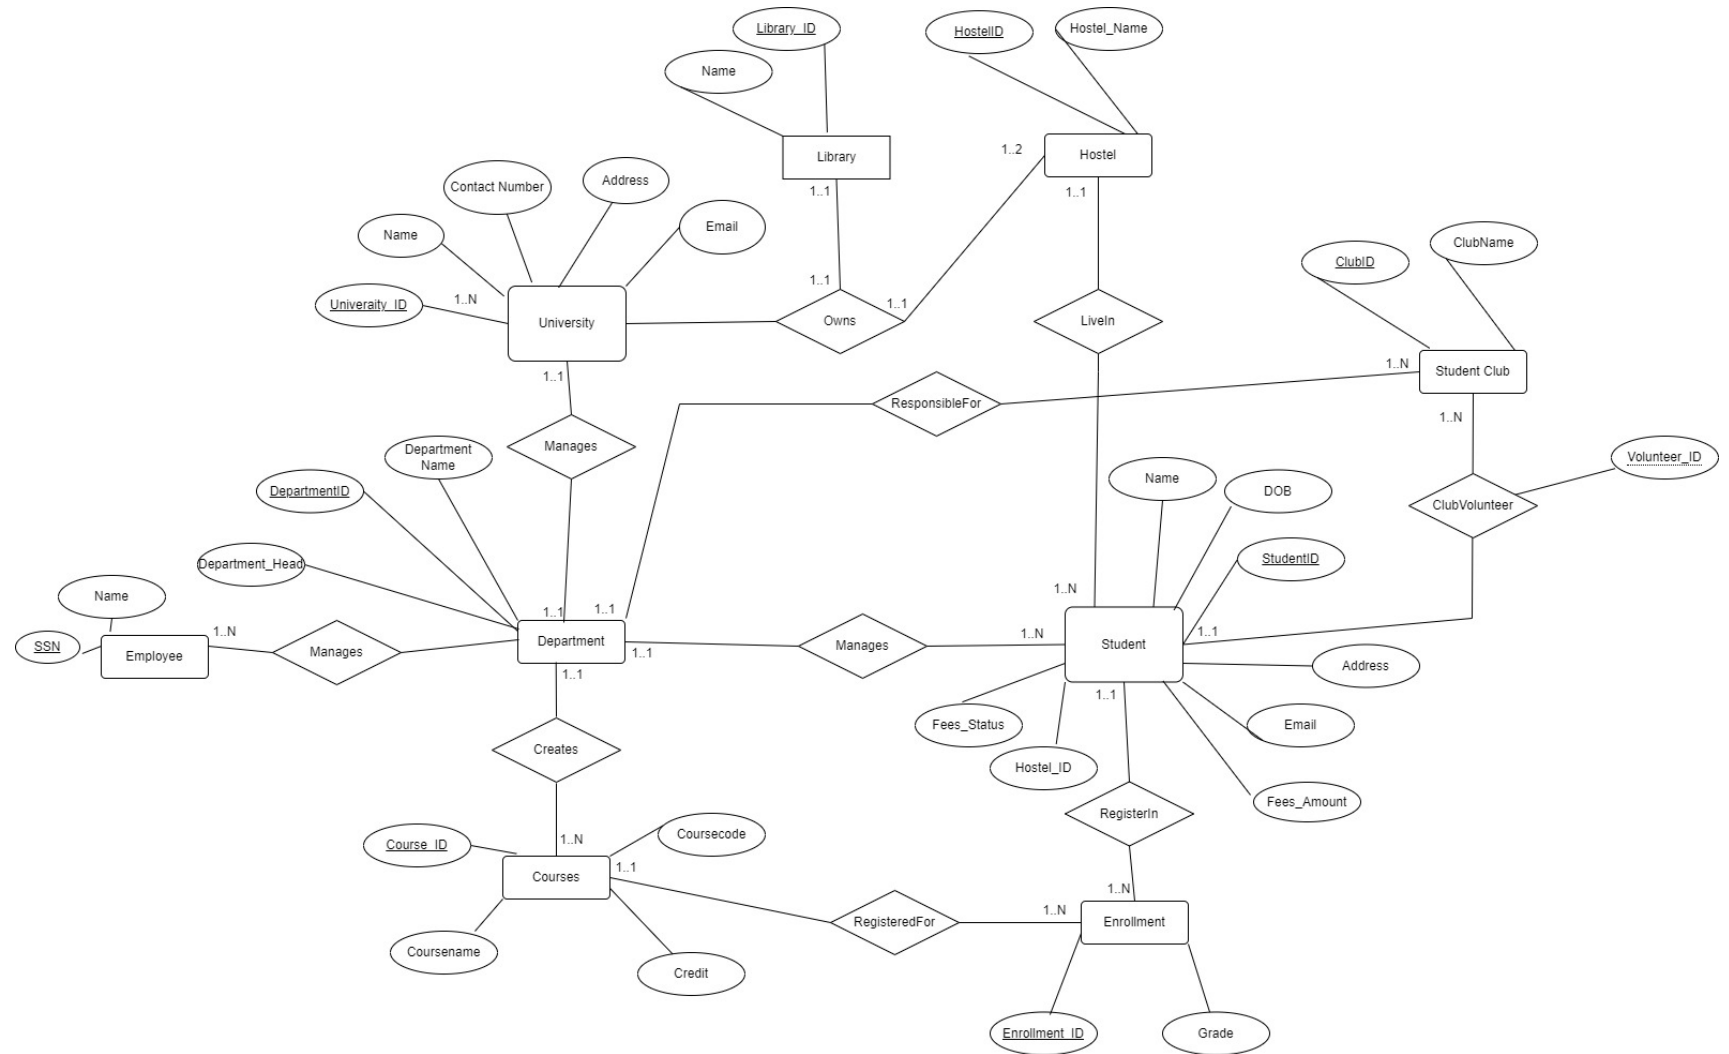 Library_ID
HostelID
Hostel_Name
Name
Library
1..2
Hostel
1..1
1..1
Contact Number
Address
Name
Email
ClubID
ClubName
Univeraity_ID
1..N
University
1..1
1..1
Owns
LiveIn
1..1
1..N
Student Club
ResponsibleFor
1..N
Manages
Department
Name
DepartmentID
Name
DOB
Volunteer_ID
ClubVolunteer
Department_Head
StudentID
Name
1..N
1..1
1..1
SSN
Employee
1..N
Manages
Department
1..1
Manages
1..N
Student
1..1
Address
1..1
1..1
Fees_Status
Email
Creates
Hostel_ID
Fees_Amount
RegisterIn
Course_ID
1..N
Coursecode
Courses
1..1
1..N
RegisteredFor
1..N
Enrollment
Coursename
Credit
Enrollment_ID
Grade